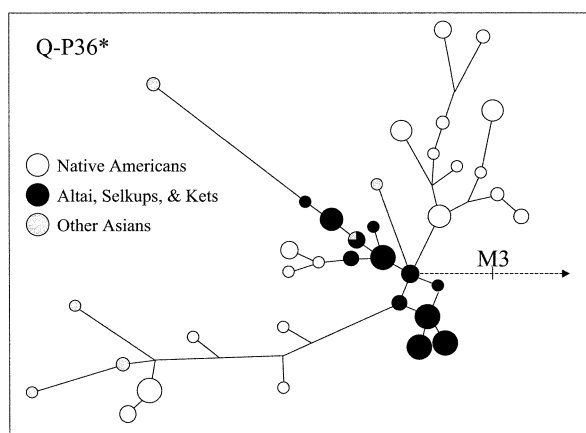 Q-P36*
Native Americans
Altai, Selkups, & Kets
Other Asians
M3